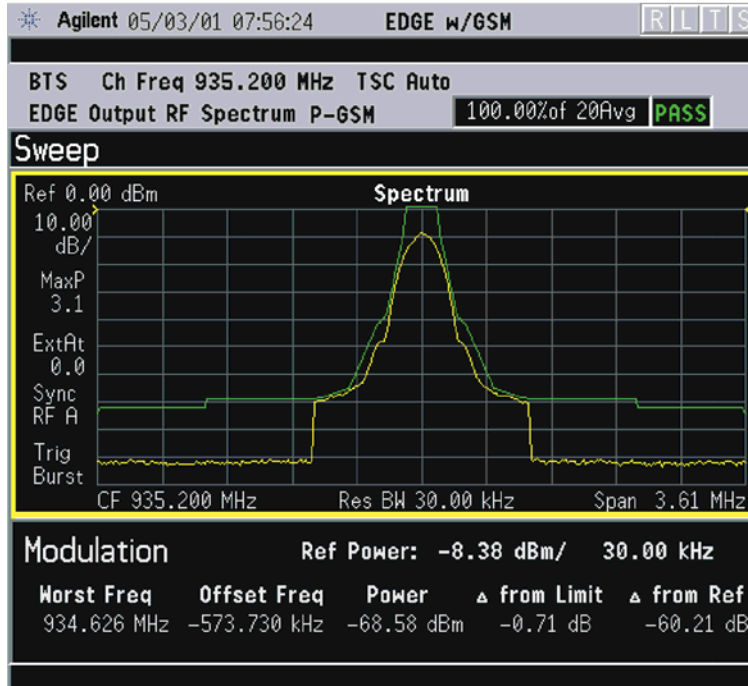 Agilent 05/03/01 07:56:24 EDGE w/GSM R L T S
BTS Ch Freq 935.200 MHz TSC Auto
EDGE Output RF Spectrum P-GSM 100.00%of 20Avg PASS
Sweep
Ref 0.00 dBm Spectrum
10.00
dB/
MaxP
3.1
ExtAt
0.0
Sync
RF A
Trig
Burst
CF 935.200 MHz Res BW 30.00 kHz Span 3.61 MHz
Modulation Ref Power: -8.38 dBm/ 30.00 kHz
Worst Freq Offset Freq Power Δ from Limit Δ from Ref
934.626 MHz -573.730 kHz -68.58 dBm -0.71 dB -60.21 dB